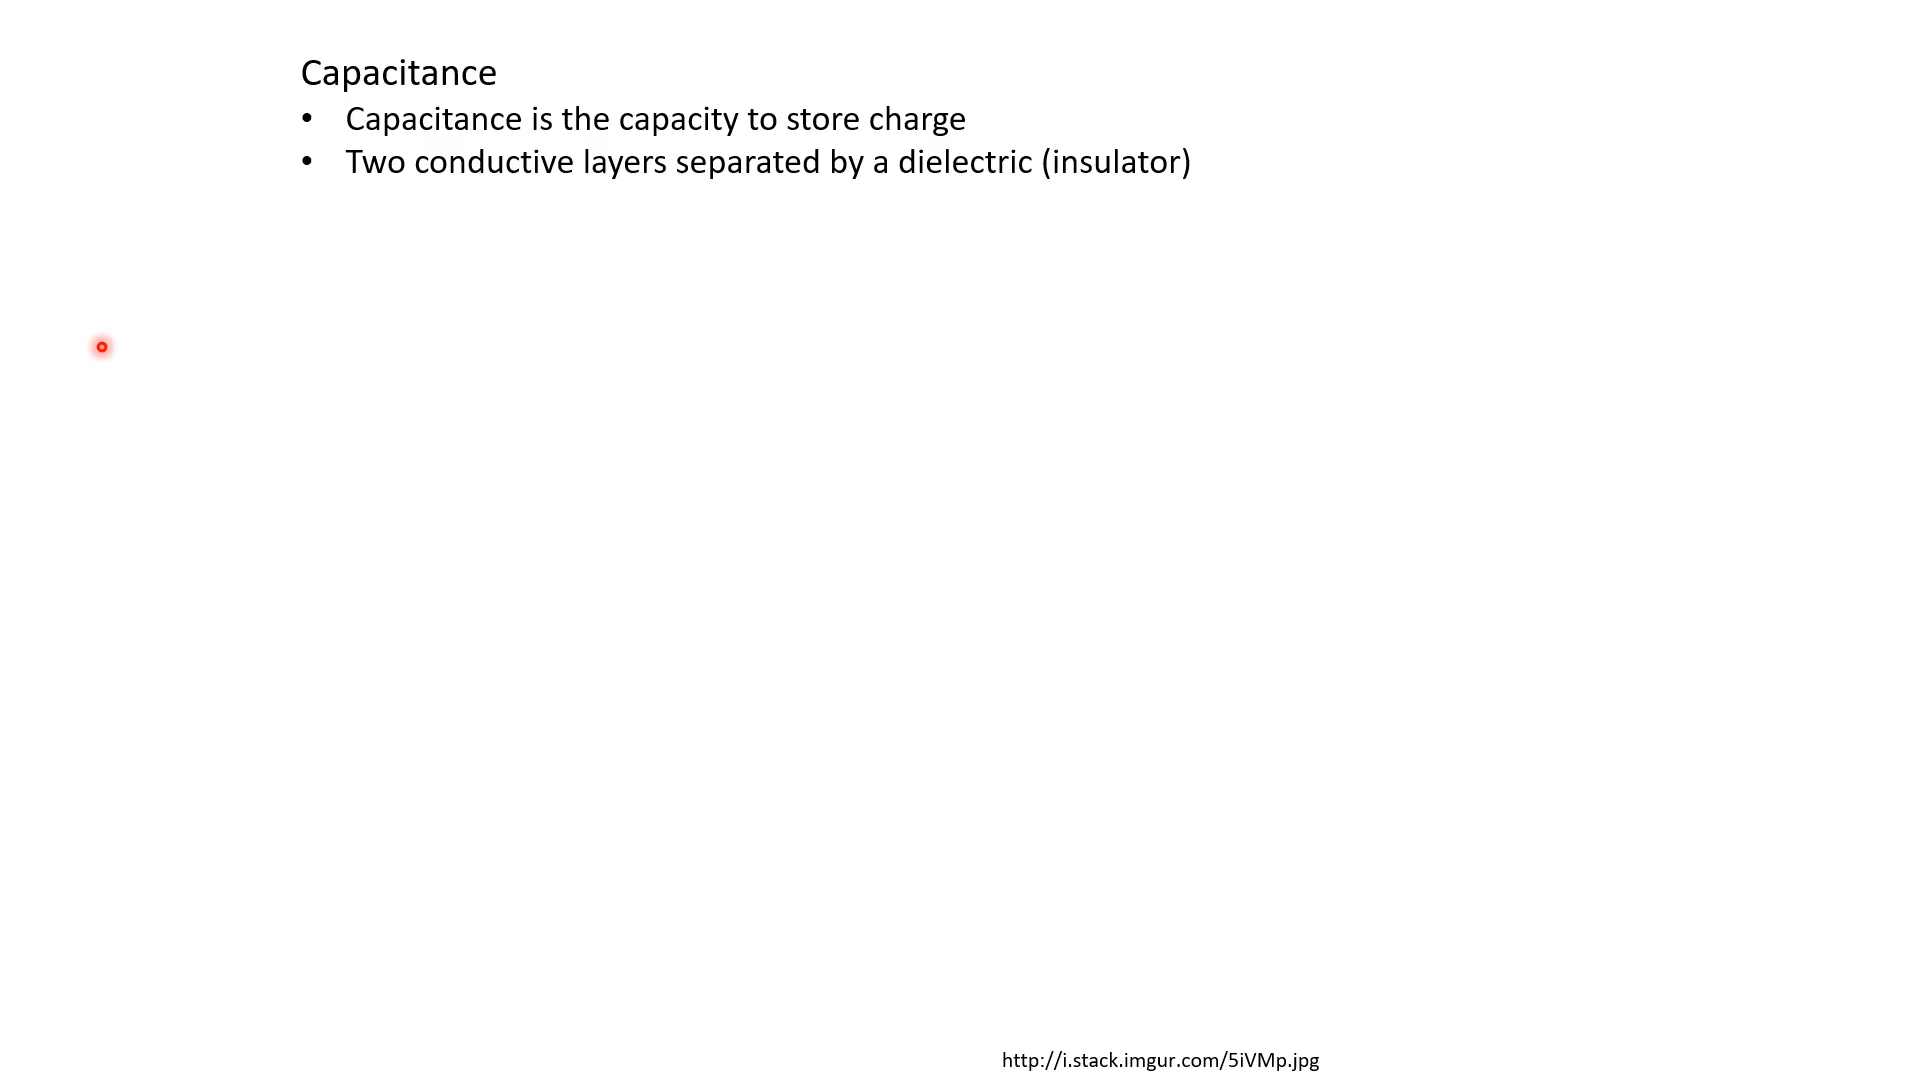 Capacitance
• Capacitance is the capacity to store charge
• Two conductive layers separated by a dielectric (insulator)
http://i.stack.imgur.com/5iVMp.jpg